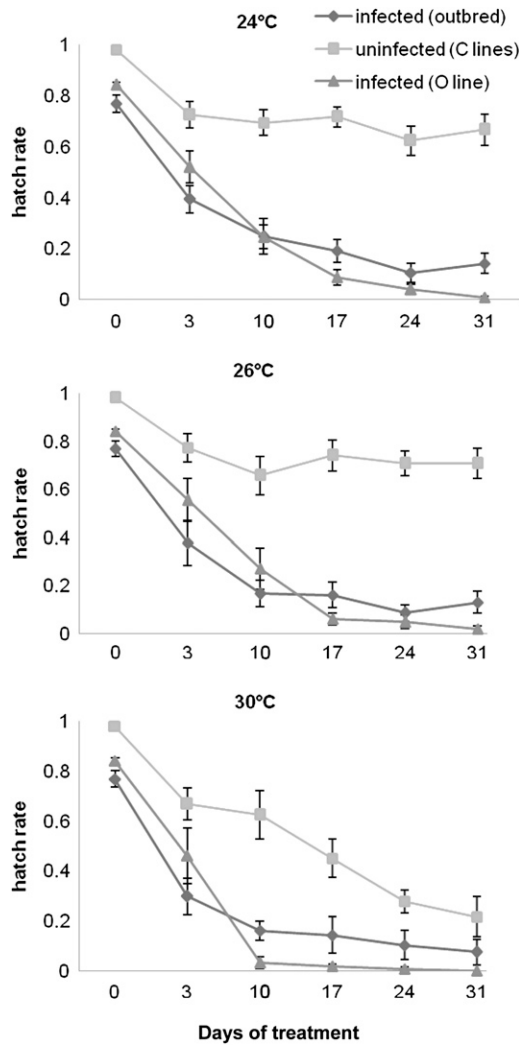 24°C
infected (outbred)
uninfected (C lines)
infected (O line)
1
0.8
0.6
0.4
0.2
0
hatch rate
0 3 10 17 24 31
26°C
1
0.8
0.6
0.4
0.2
0
hatch rate
0 3 10 17 24 31
30°C
1
0.8
0.6
0.4
0.2
0
hatch rate
0 3 10 17 24 31
Days of treatment